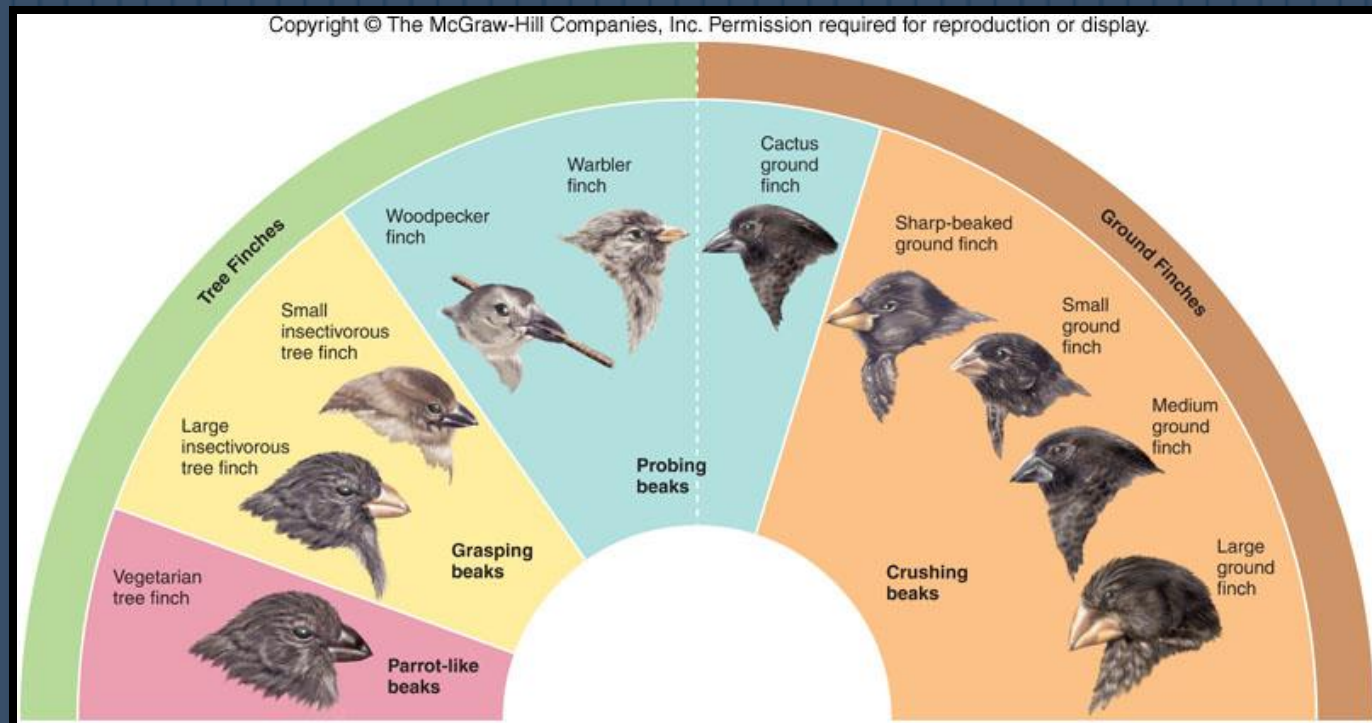 Copyright © The McGraw-Hill Companies, Inc. Permission required for reproduction or display.
Tree Finches
Ground Finches
Vegetarian
tree finch
Parrot-like
beaks
Large
insectivorous
tree finch
Small
insectivorous
tree finch
Grasping
beaks
Woodpecker
finch
Warbler
finch
Cactus
ground
finch
Probing
beaks
Sharp-beaked
ground finch
Small
ground
finch
Medium
ground
finch
Large
ground
finch
Crushing
beaks